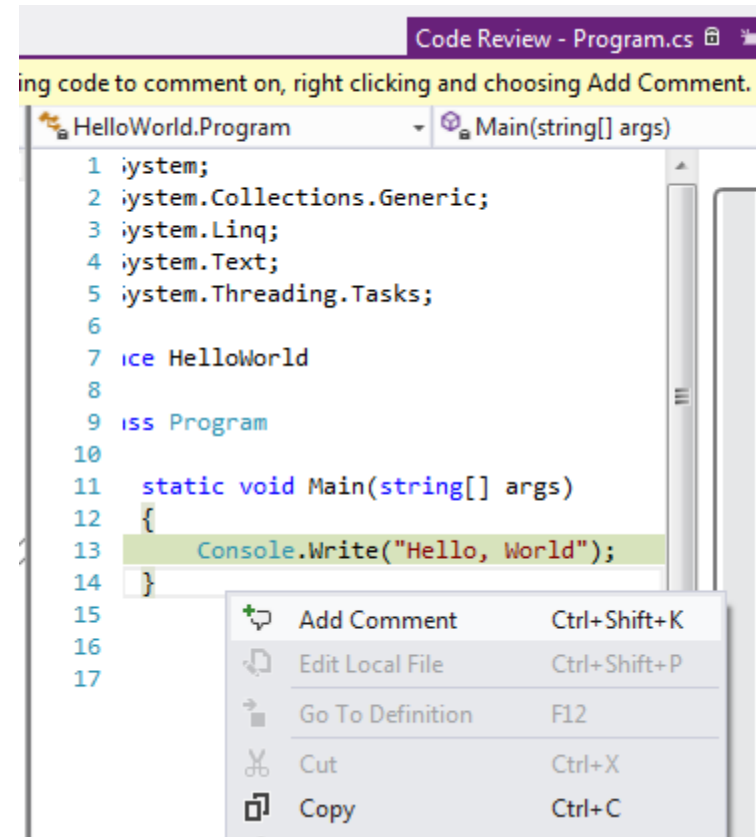 Code Review - Program.cs
ing code to comment on, right clicking and choosing Add Comment.
HelloWorld.Program Main(string[] args)
1 ystem;
2 ystem.Collections.Generic;
3 ystem.Linq;
4 ystem.Text;
5 ystem.Threading.Tasks;
6
7 ce HelloWorld
8
9 ss Program
10
11 static void Main(string[] args)
12 {
13 Console.Write("Hello, World");
14 }
15
16
17
Add Comment Ctrl+Shift+K
Edit Local File Ctrl+Shift+P
Go To Definition F12
Cut Ctrl+X
Copy Ctrl+C